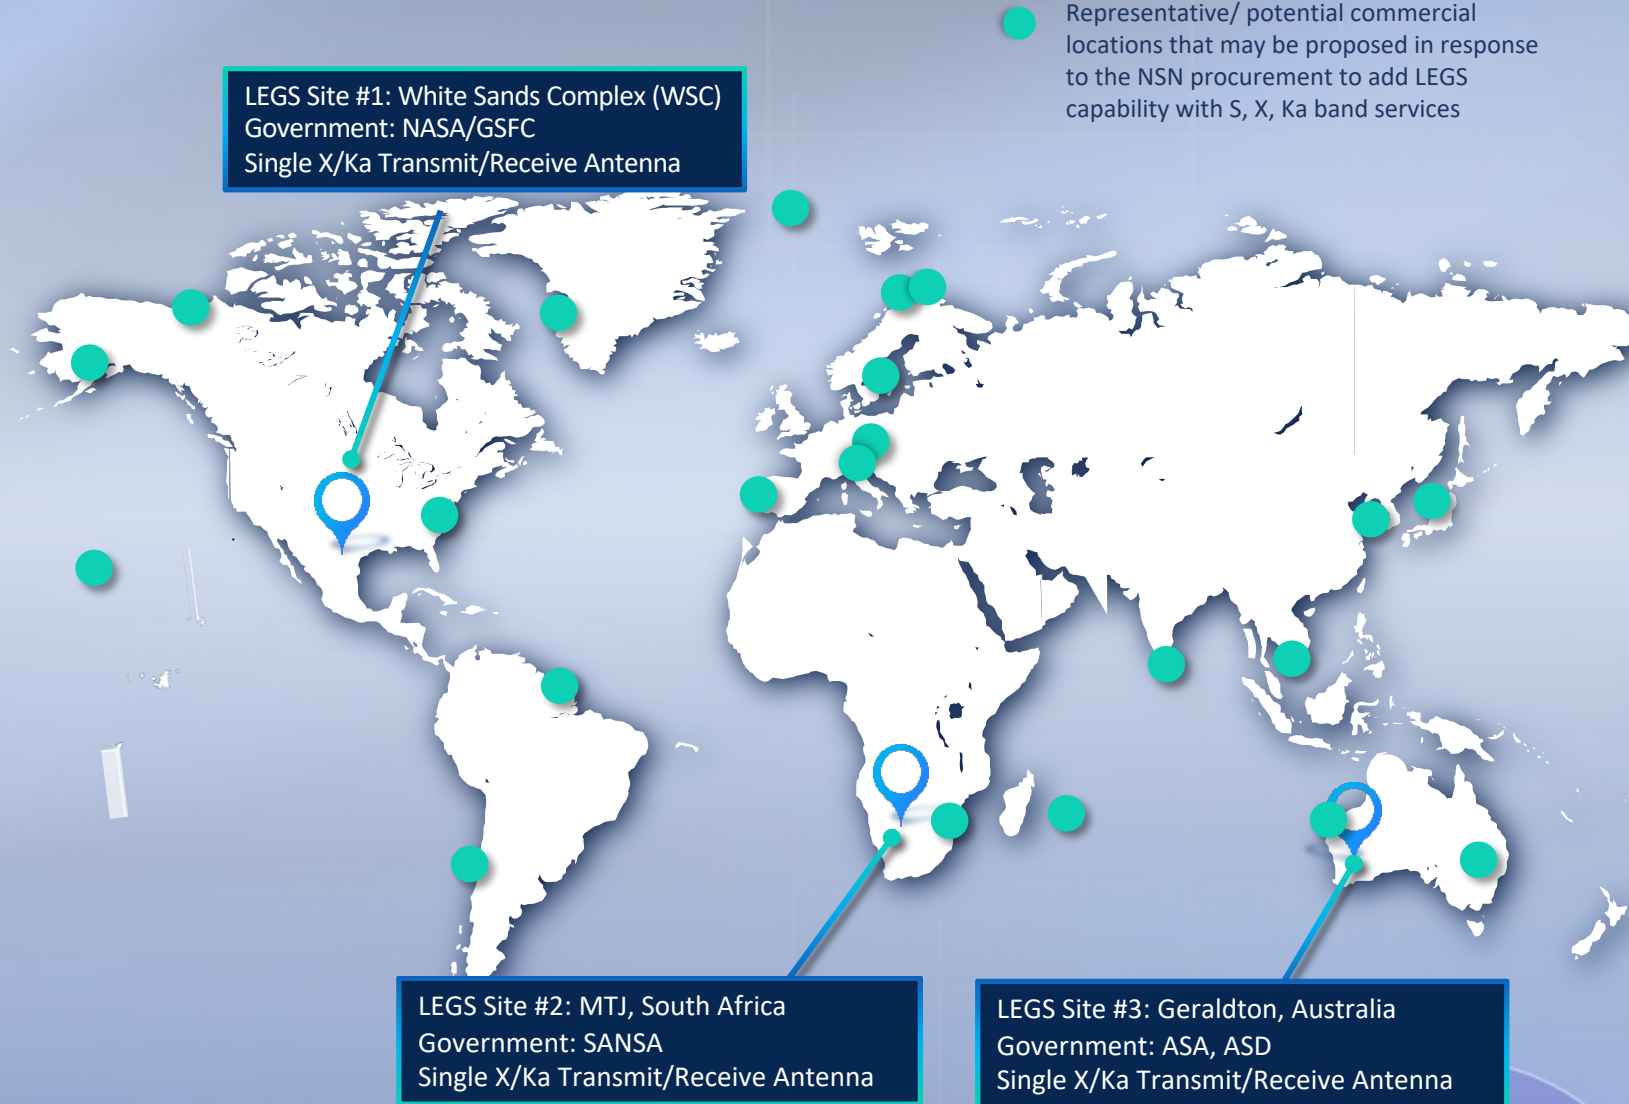 Representative/ potential commercial
locations that may be proposed in response
to the NSN procurement to add LEGS
capability with S, X, Ka band services
LEGS Site #1: White Sands Complex (WSC)
Government: NASA/GSFC
Single X/Ka Transmit/Receive Antenna
LEGS Site #2: MTJ, South Africa
Government: SANSA
Single X/Ka Transmit/Receive Antenna
LEGS Site #3: Geraldton, Australia
Government: ASA, ASD
Single X/Ka Transmit/Receive Antenna